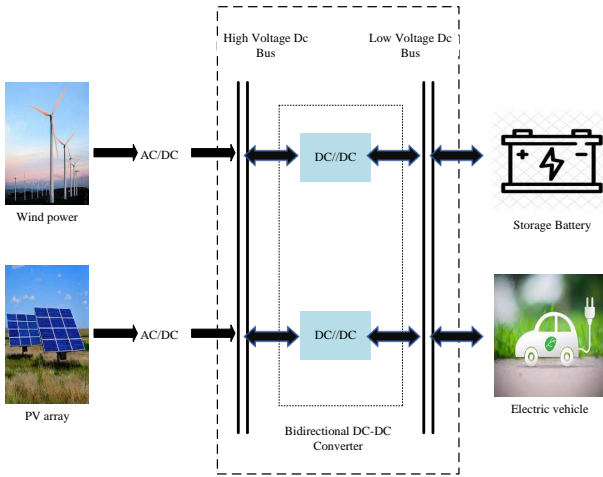 High Voltage Dc
Bus
Low Voltage Dc
Bus
AC/DC
DC//DC
Wind power
Storage Battery
AC/DC
DC//DC
PV array
Electric vehicle
Bidirectional DC-DC
Converter